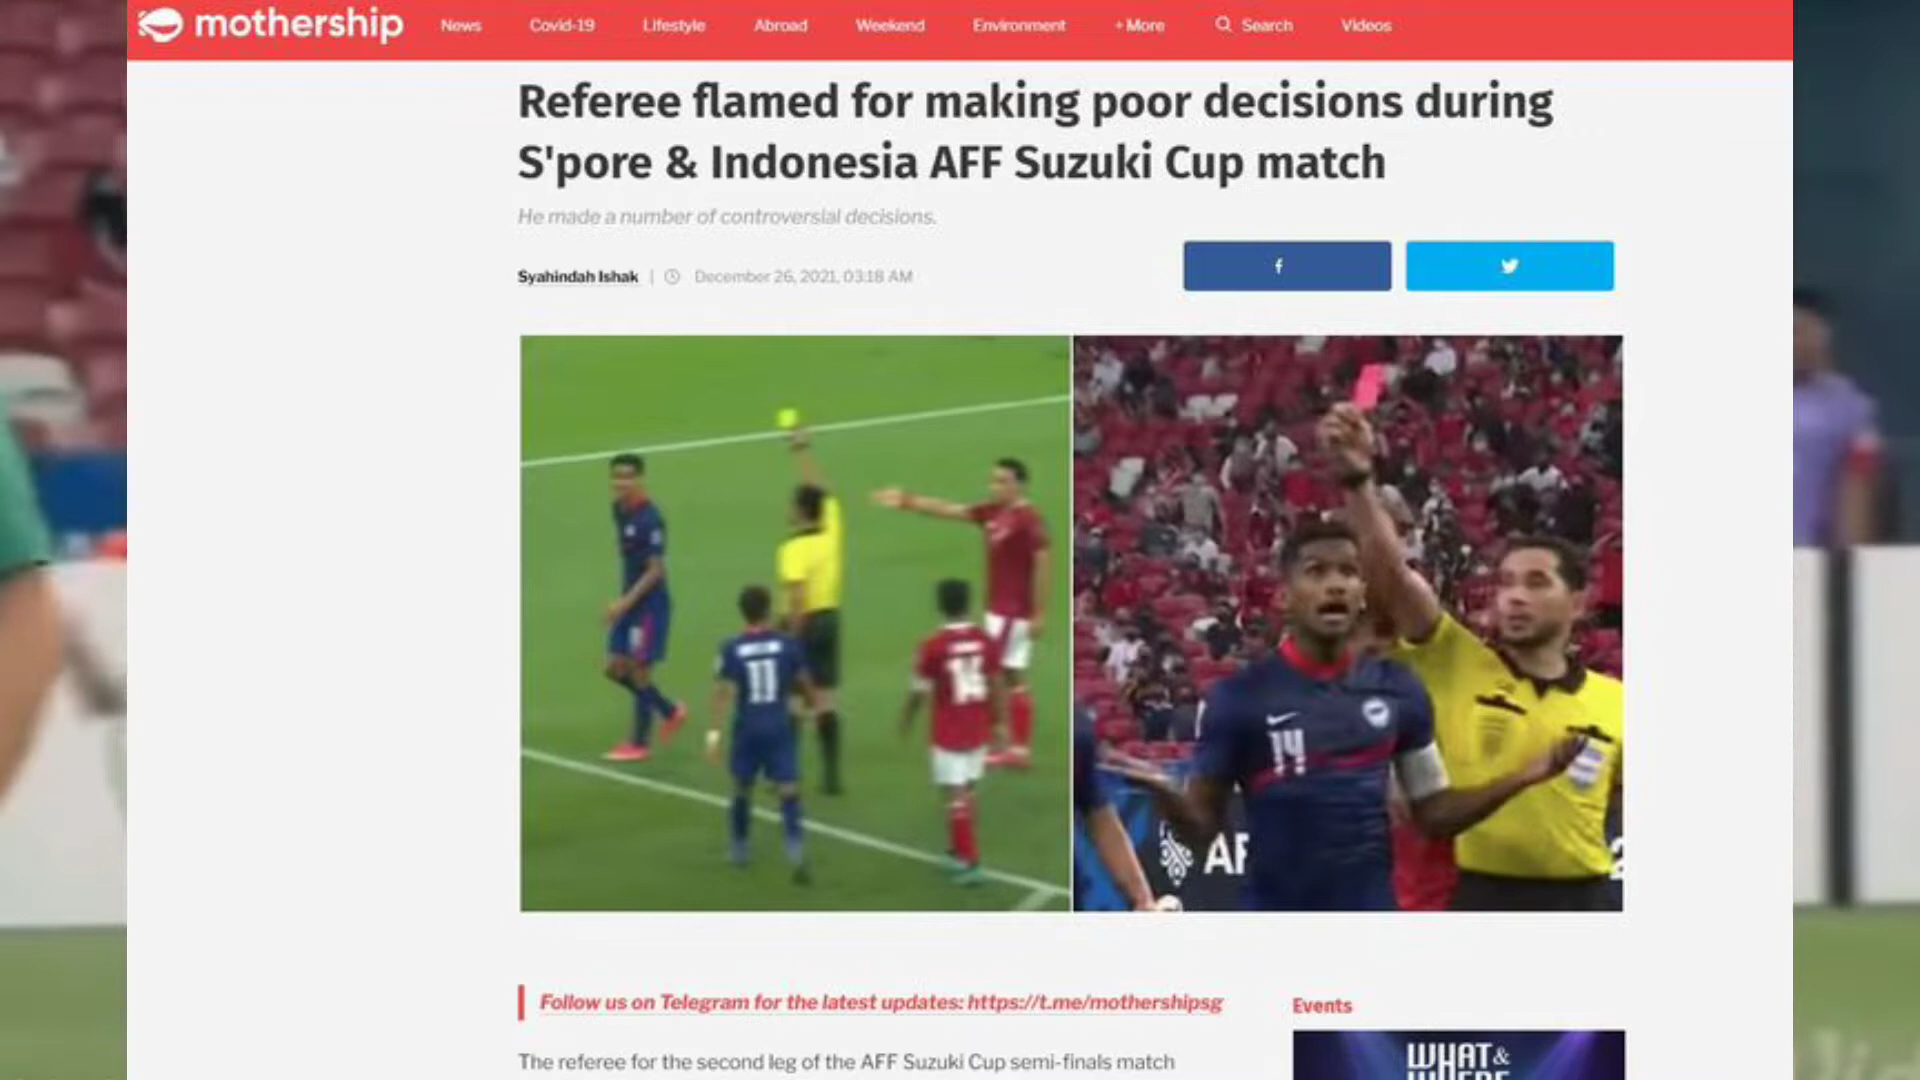 mothership
News Covid-19 Lifestyle Abroad Weekend Environment + More Search Videos
Referee flamed for making poor decisions during
S'pore & Indonesia AFF Suzuki Cup match
He made a number of controversial decisions.
Syahindah Ishak | December 26, 2021, 03:18 AM
f
11
14
14
AF
Follow us on Telegram for the latest updates: https://t.me/mothershipsg
Events
The referee for the second leg of the AFF Suzuki Cup semi-finals match
WHAT&
WHERE